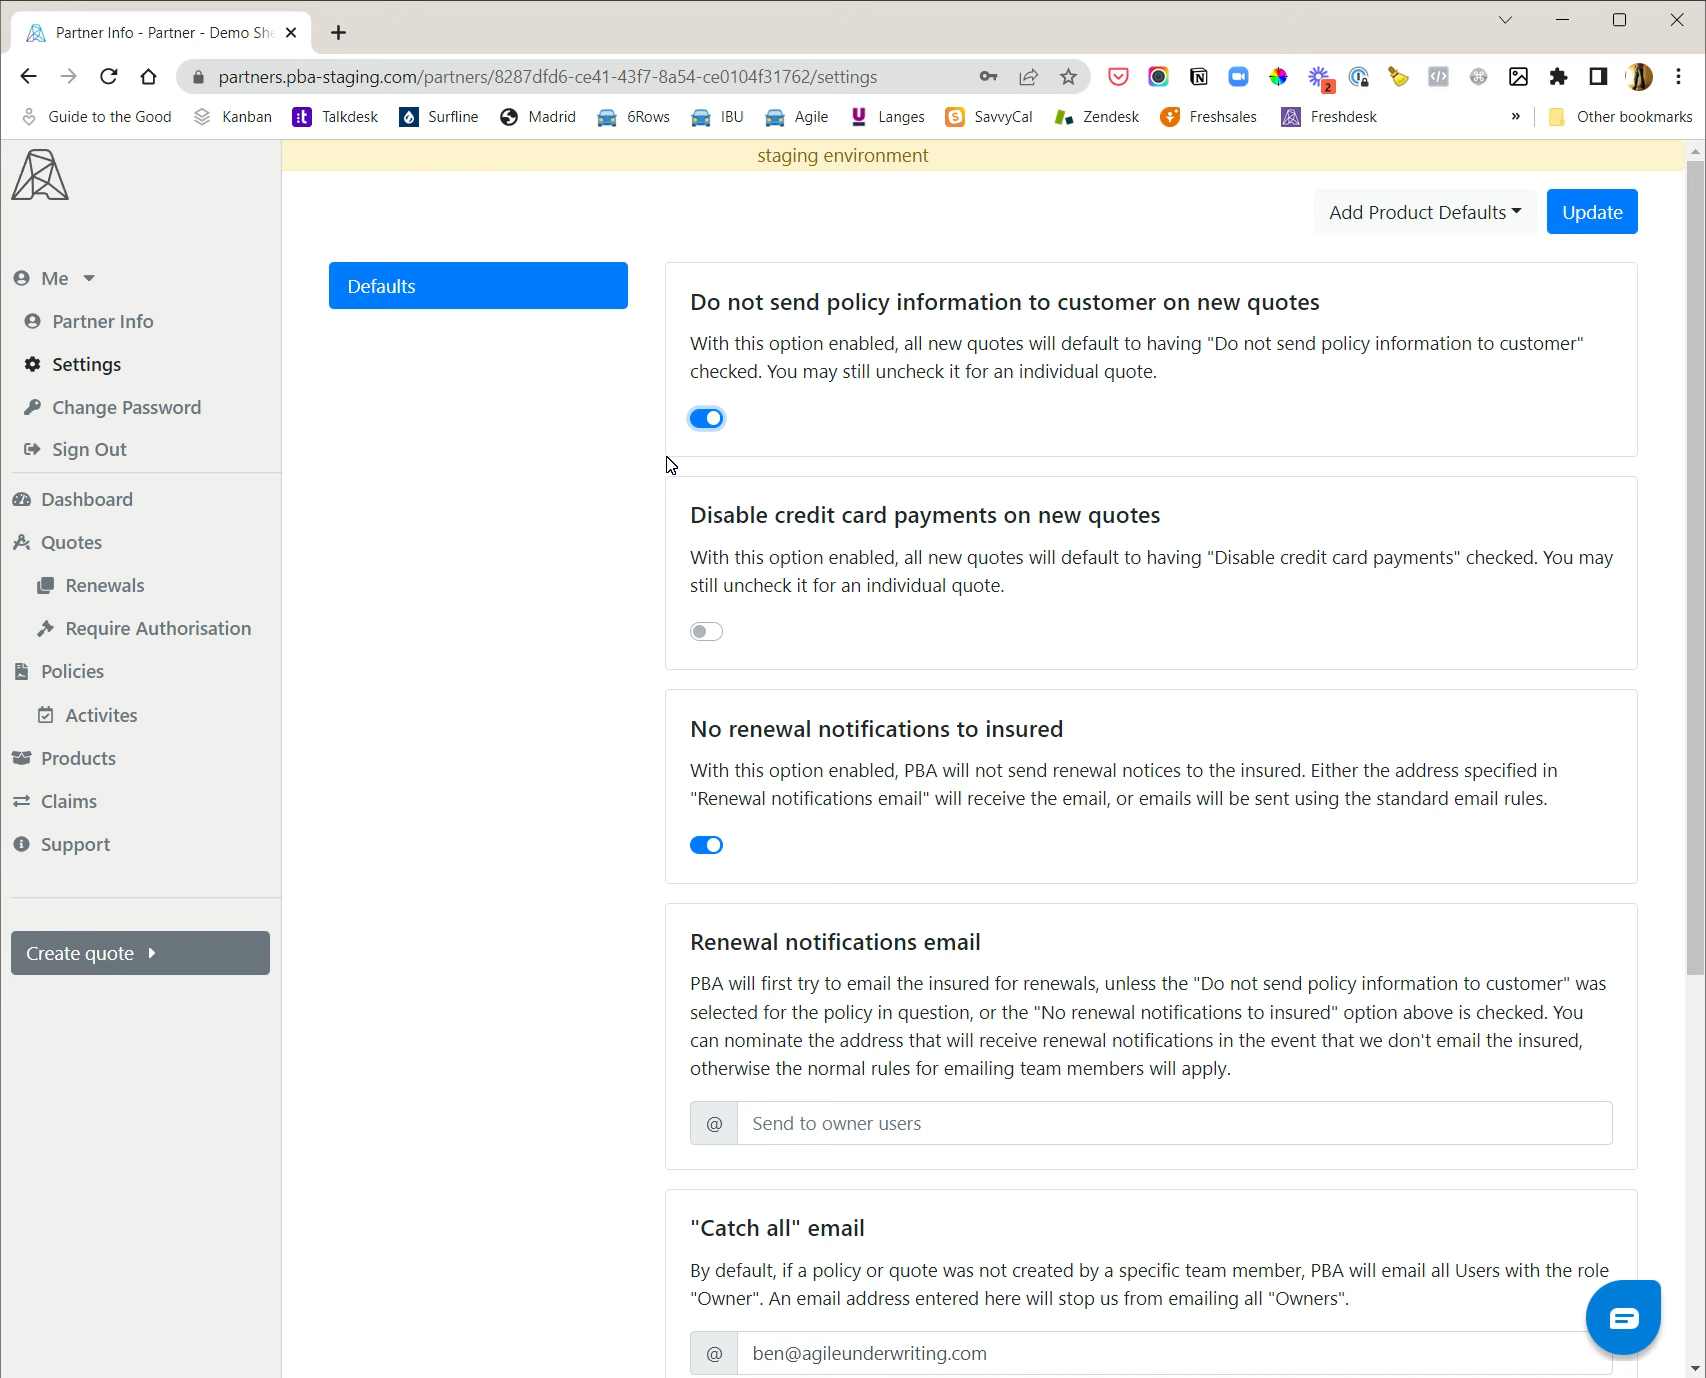 Partner Info - Partner - Demo She
partners.pba-staging.com/partners/8287dfd6-ce41-43f7-8a54-ce0104f31762/settings
2
Guide to the Good
Kanban
Talkdesk
Surfline
Madrid
6Rows
IBU
Agile
Langes
SavvyCal
Zendesk
Freshsales
Freshdesk
»
Other bookmarks
staging environment
Add Product Defaults
Update
Me
Partner Info
Settings
Change Password
Sign Out
Dashboard
Quotes
Renewals
Require Authorisation
Policies
Activites
Products
Claims
Support
Create quote
Defaults
Do not send policy information to customer on new quotes
With this option enabled, all new quotes will default to having "Do not send policy information to customer"
checked. You may still uncheck it for an individual quote.
Disable credit card payments on new quotes
With this option enabled, all new quotes will default to having "Disable credit card payments" checked. You may
still uncheck it for an individual quote.
No renewal notifications to insured
With this option enabled, PBA will not send renewal notices to the insured. Either the address specified in
"Renewal notifications email" will receive the email, or emails will be sent using the standard email rules.
Renewal notifications email
PBA will first try to email the insured for renewals, unless the "Do not send policy information to customer" was
selected for the policy in question, or the "No renewal notifications to insured" option above is checked. You
can nominate the address that will receive renewal notifications in the event that we don't email the insured,
otherwise the normal rules for emailing team members will apply.
@ Send to owner users
"Catch all" email
By default, if a policy or quote was not created by a specific team member, PBA will email all Users with the role
"Owner". An email address entered here will stop us from emailing all "Owners".
@ ben@agileunderwriting.com